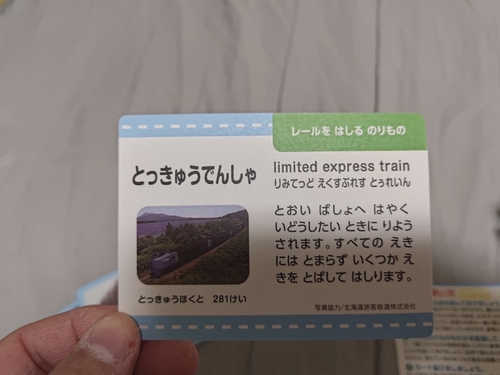 レールを はしる のりもの
とっきゅうでんしゃ
limited express train
りみてっど えくすぷれす とぅれいん
とおい ばしょへ はやく
いどうしたい ときに りよう
されます。すべての えき
には とまらず いくつか え
きを とばして はしります。
とっきゅうほくと 281けい
写真協力/北海道旅客鉄道株式会社